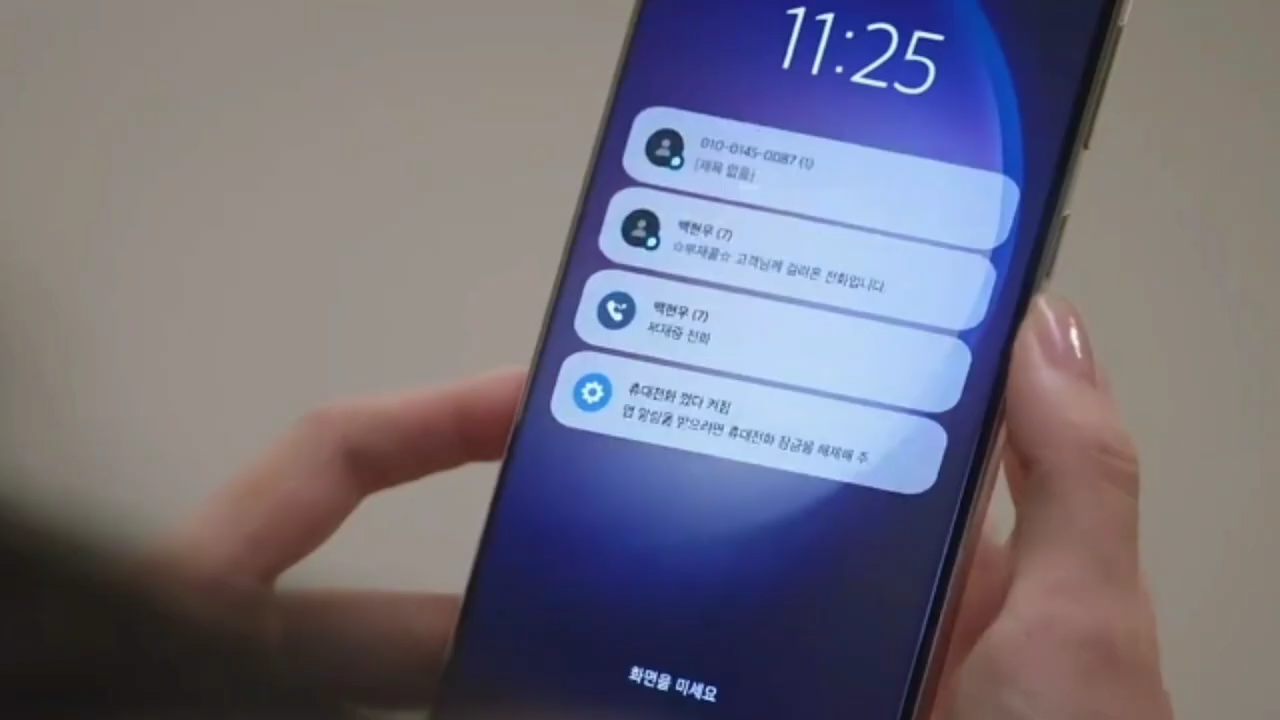 11:25
010-0145-0087 (1)
(제목 없음)
백현우 (7)
☆부재콜☆ 고객님께 걸려온 전화입니다.
백현우 (7)
부재중 전화
휴대전화 껐다 켜짐
앱 알림을 받으려면 휴대전화 잠금을 해제해 주
화면을 미세요